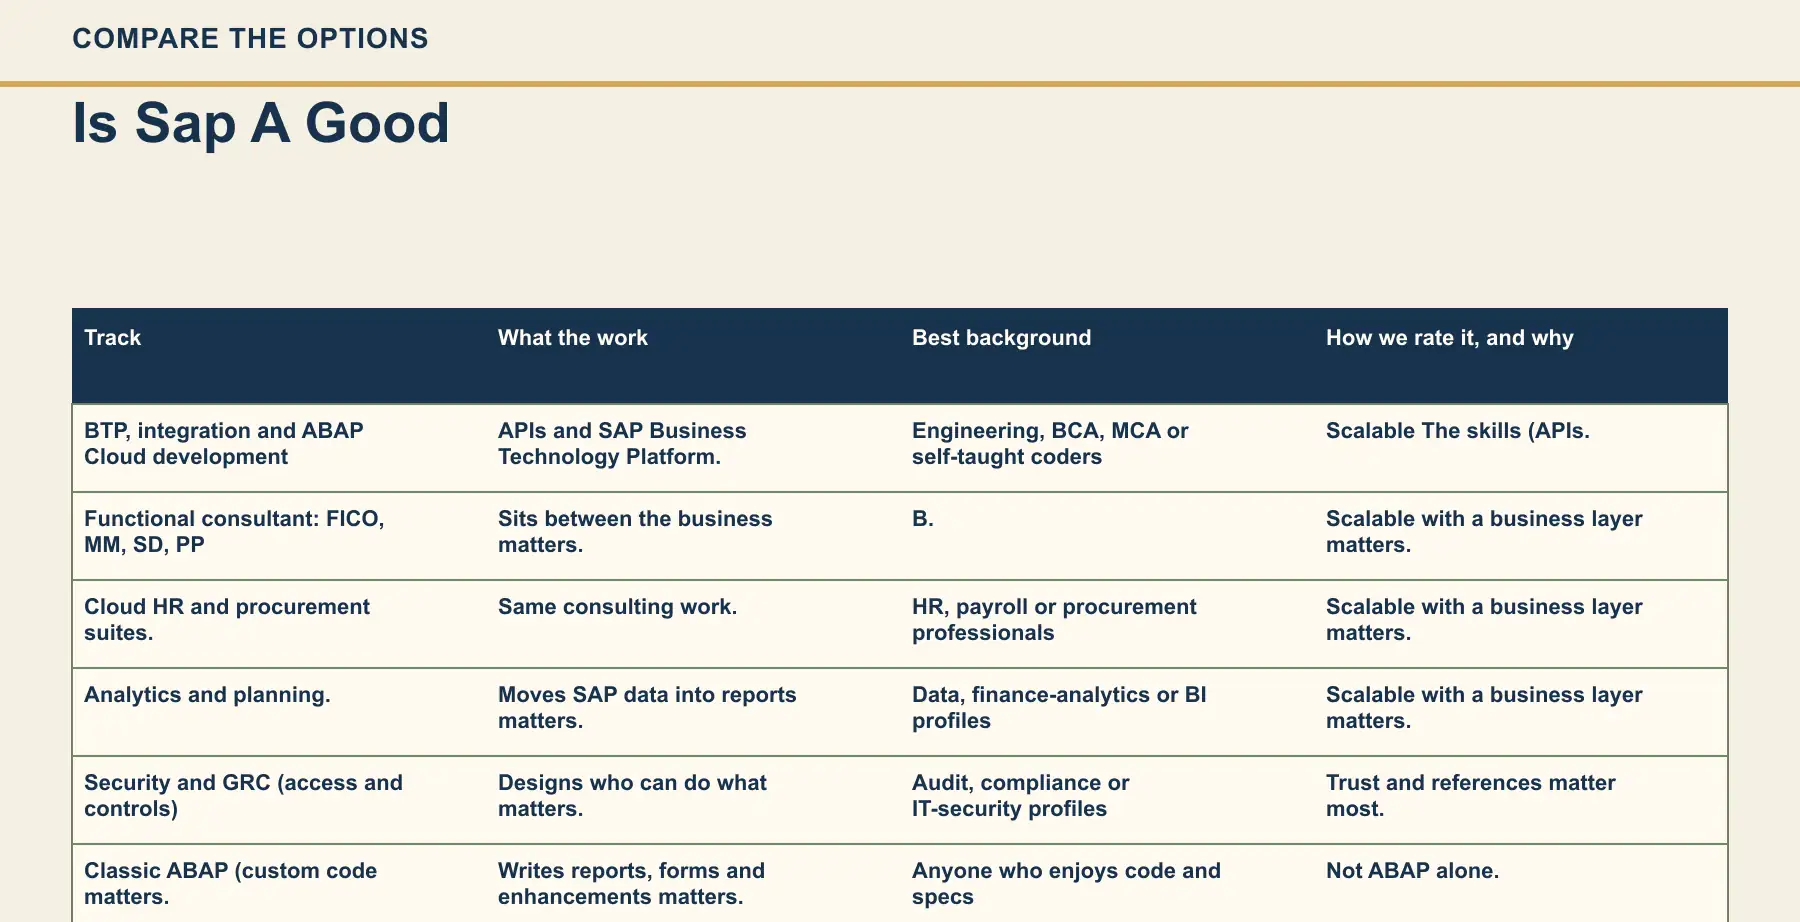 COMPARE THE OPTIONS
Is Sap A Good
Track
What the work
Best background
How we rate it, and why
BTP, integration and ABAP
Cloud development
APIs and SAP Business
Technology Platform.
Engineering, BCA, MCA or
self-taught coders
Scalable The skills (APIs.
Functional consultant: FICO,
MM, SD, PP
Sits between the business
matters.
B.
Scalable with a business layer
matters.
Cloud HR and procurement
suites.
Same consulting work.
HR, payroll or procurement
professionals
Scalable with a business layer
matters.
Analytics and planning.
Moves SAP data into reports
matters.
Data, finance-analytics or BI
profiles
Scalable with a business layer
matters.
Security and GRC (access and
controls)
Designs who can do what
matters.
Audit, compliance or
IT-security profiles
Trust and references matter
most.
Classic ABAP (custom code
matters.
Writes reports, forms and
enhancements matters.
Anyone who enjoys code and
specs
Not ABAP alone.